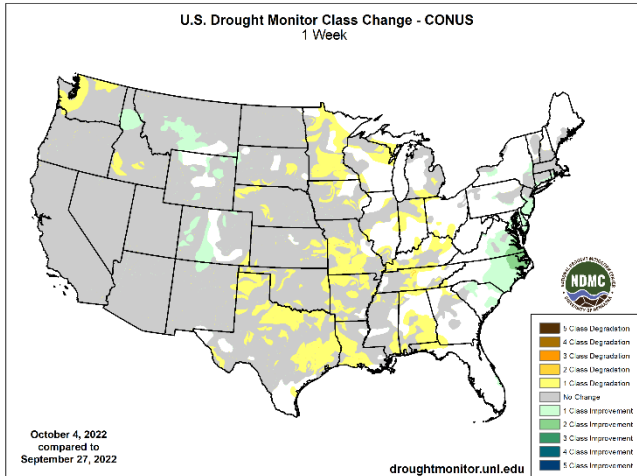 U.S. Drought Monitor Class Change - CONUS
1 Week
NDMC
5 Class Degradation
4 Class Degradation
3 Class Degradation
2 Class Degradation
1 Class Degradation
No Change
1 Class Improvement
2 Class Improvement
3 Class Improvement
4 Class Improvement
5 Class Improvement
October 4, 2022
compared to
September 27, 2022
droughtmonitor.unl.edu